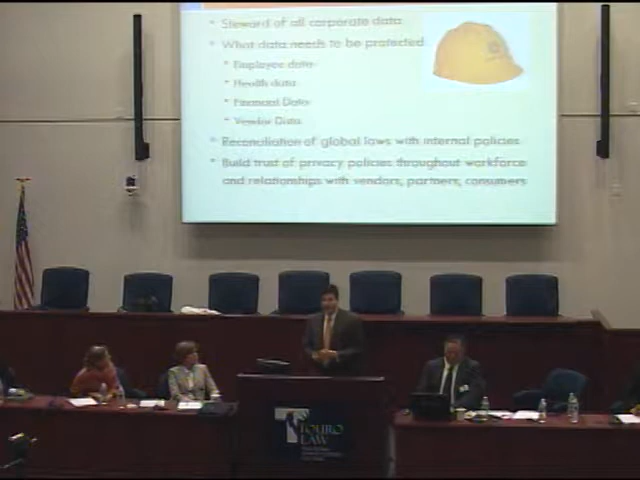 Steward of all corporate data
What data needs to be protected
Employee data
Health data
Financial Data
Vendor Data
Reconciliation of global laws with internal policies
Build trust of privacy policies throughout workforce
and relationships with vendors, partners, consumers
TOURO
LAW